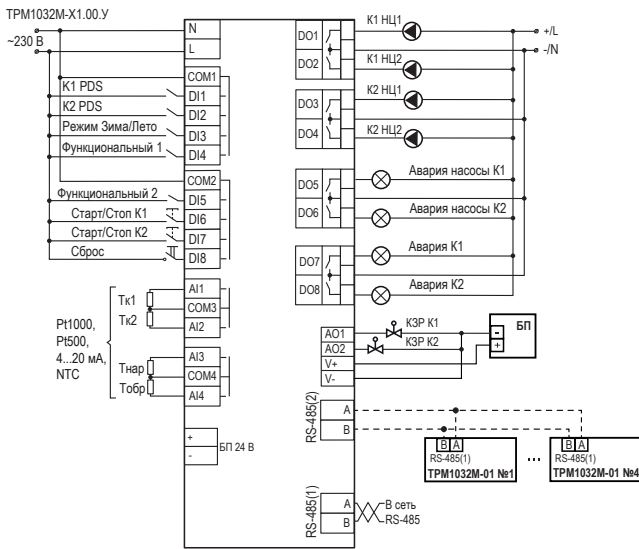 ТРМ1032М-Х1.00.У
~230 В
N
L
COM1
K1 PDS
DI1
K2 PDS
DI2
Режим Зима/Лето
DI3
Функциональный 1
DI4
COM2
Функциональный 2
DI5
Старт/Стоп К1
DI6
Старт/Стоп К2
DI7
Сброс
DI8
Pt1000,
Pt500,
4...20 мА,
NTC
Тк1
Тк2
Тнар
Тобр
AI1
COM3
AI2
AI3
COM4
AI4
+
-
БП 24 В
DO1
К1 НЦ1
+/L
-/N
DO2
К1 НЦ2
DO3
К2 НЦ1
DO4
К2 НЦ2
DO5
Авария насосы К1
DO6
Авария насосы К2
DO7
Авария К1
DO8
Авария К2
AO1
КЗР К1
AO2
КЗР К2
V+
V-
-
+
БП
RS-485(2)
A
B
B A
RS-485(1)
ТРМ1032М-01 №1
...
B A
RS-485(1)
ТРМ1032М-01 №4
RS-485(1)
A
B
В сеть
RS-485